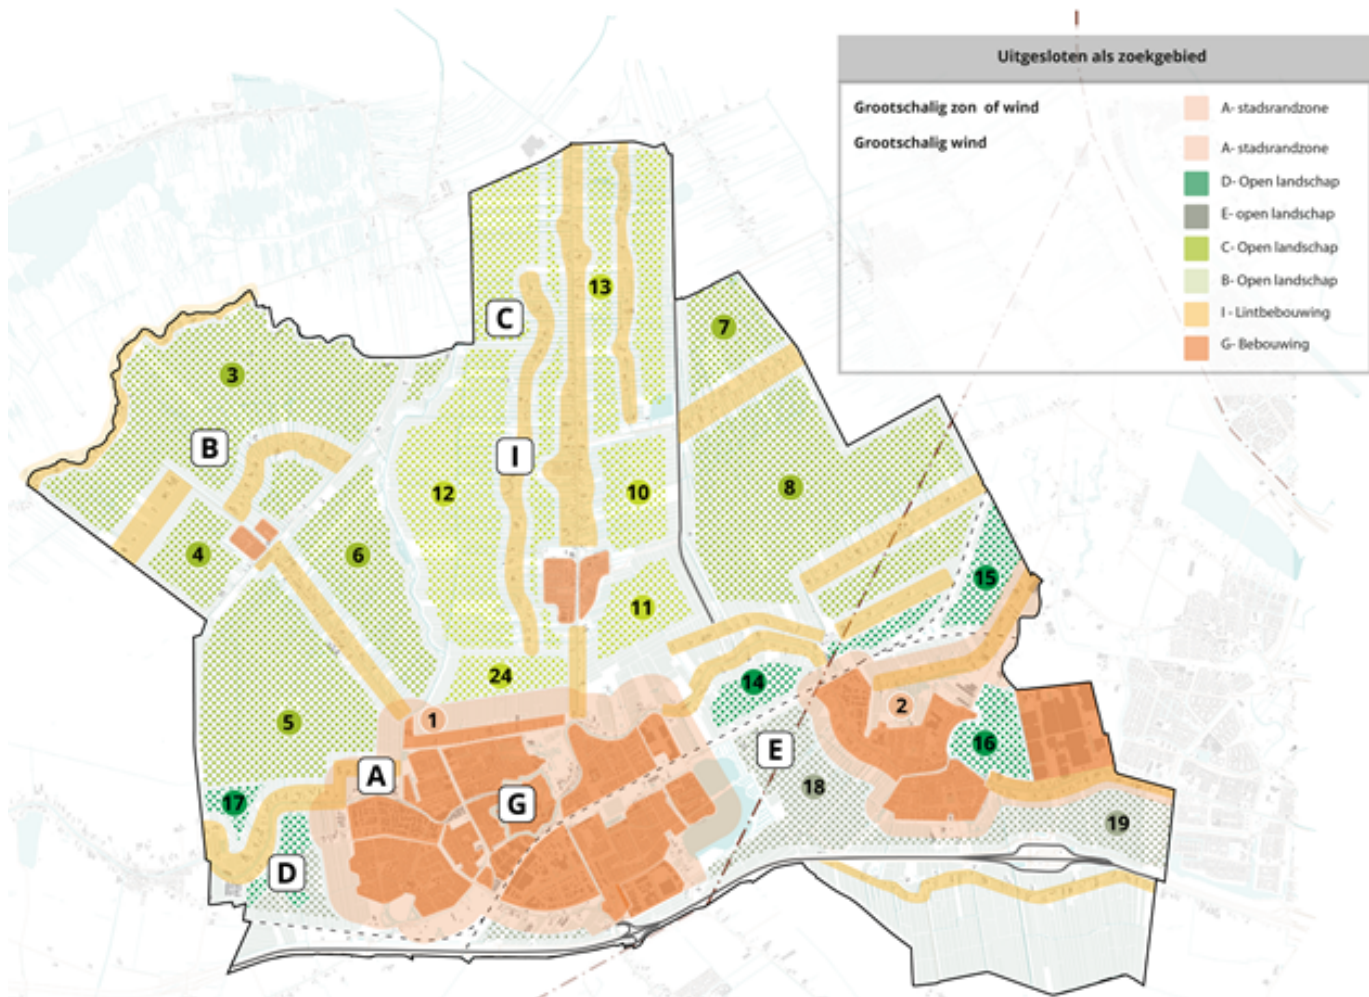 Uitgesloten als zoekgebied
Grootschalig zon of wind
A- stadsrandzone
Grootschalig wind
A- stadsrandzone
D- Open landschap
E- open landschap
C- Open landschap
B- Open landschap
I - Lintbebouwing
G- Bebouwing
13
C
7
3
B
I
12
10
8
4
6
15
11
24
14
1
2
5
16
A
E
18
17
G
19
D